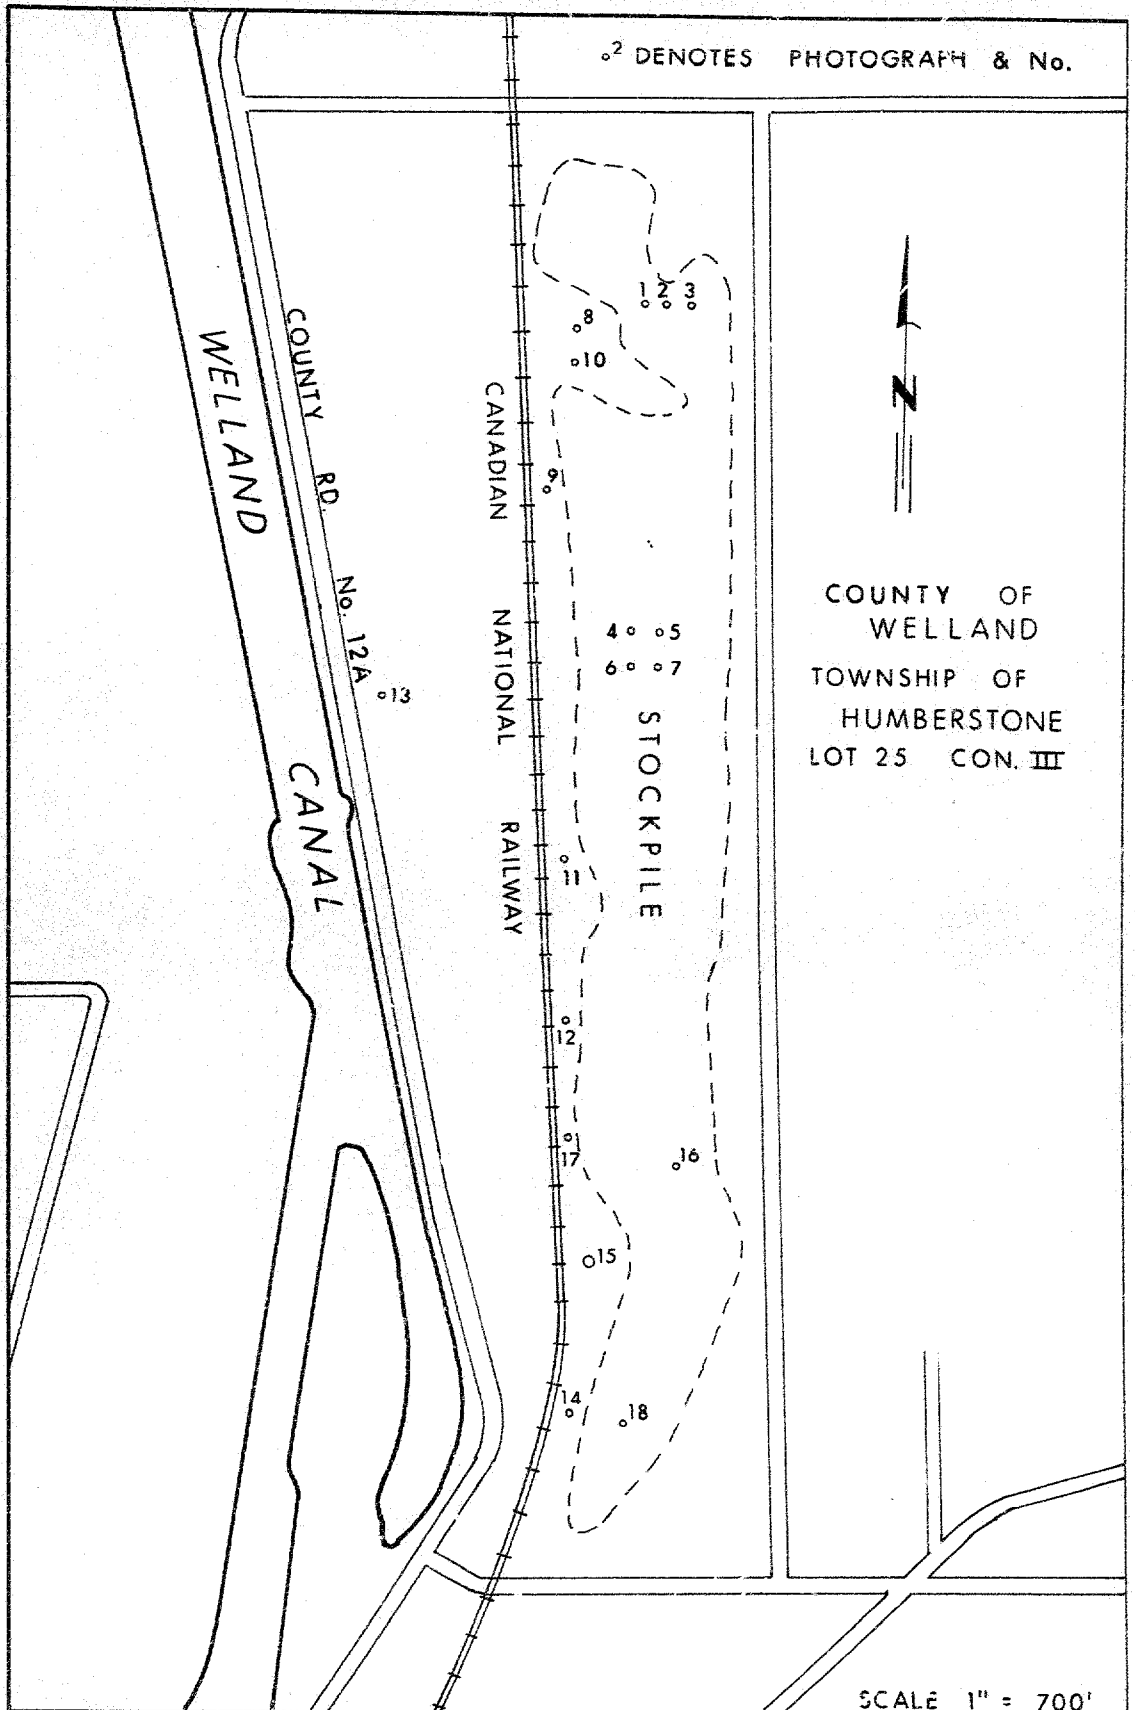 o2 DENOTES PHOTOGRAPH & No.
1 2 3
8
10
9
4 5
6 7
13
11
12
17
16
15
14
18
WELLAND
CANAL
COUNTY RD. No. 12A
CANADIAN NATIONAL RAILWAY
STOCKPILE
N
COUNTY OF
WELLAND
TOWNSHIP OF
HUMBERSTONE
LOT 25 CON. III
SCALE 1" = 700'